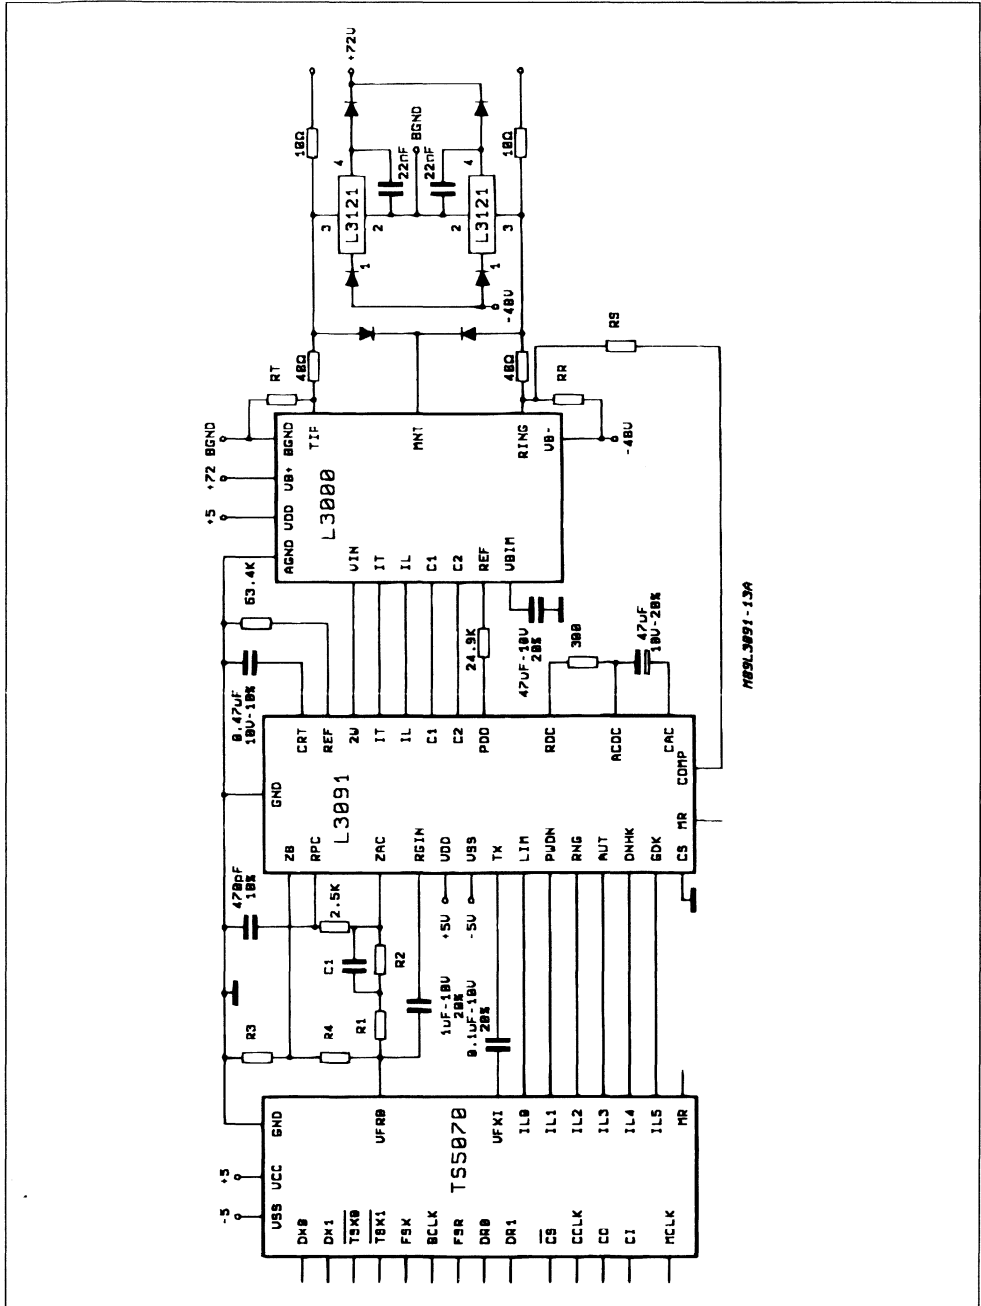 +72V
10Ω
4
L3121
3
2
22nF
BGND
22nF
4
L3121
2
3
10Ω
1
1
-48V
40Ω
RT
40Ω
RR
RS
BGND
+72
+5
BGND
VB+
VDD
AGND
TIP
MNT
RING
VB-
-48V
L3000
VIN
IT
IL
C1
C2
REF
VBIM
63.4K
0.47uF
10V-10%
24.9K
47uF-10V
20%
300
47uF
10V-20%
M89L3091-13A
CRT
REF
2W
IT
IL
C1
C2
PDO
RDC
ACDC
CAC
COMP
GND
L3091
MR
ZB
RPC
ZAC
RGIN
VDD
VSS
TX
LIM
PWDN
RNG
AUT
DNHK
GDK
CS
470pF
10%
2.5K
C1
R2
R1
R3
R4
+5V
-5V
1uF-10V
20%
0.1uF-10V
20%
GND
VFR0
VFXI
IL0
IL1
IL2
IL3
IL4
IL5
MR
TS5070
+5
VCC
-5
VSS
DX0
DX1
TSX0
TSX1
FSX
BCLK
FSR
DR0
DR1
CS
CCLK
CO
CI
MCLK